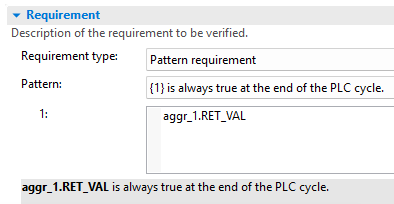 Requirement
Description of the requirement to be verified.
Requirement type: Pattern requirement
Pattern: {1} is always true at the end of the PLC cycle.
1: aggr_1.RET_VAL
aggr_1.RET_VAL is always true at the end of the PLC cycle.